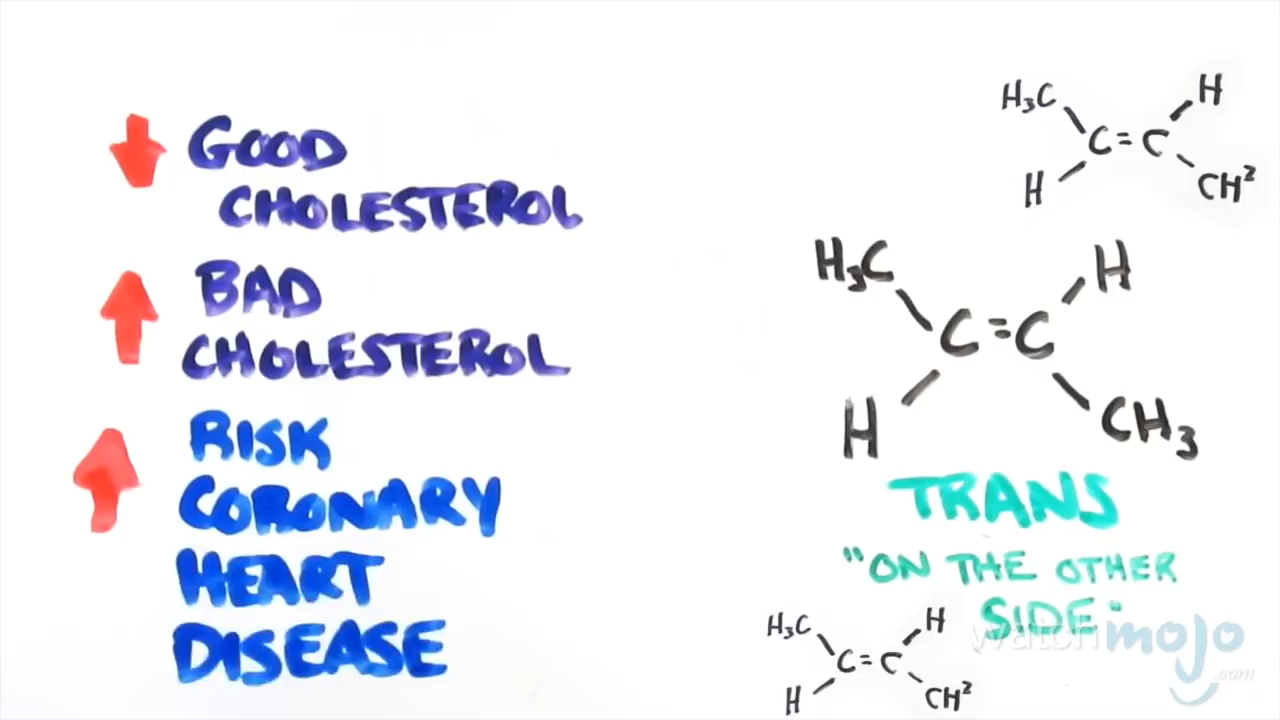 GOOD
CHOLESTEROL
BAD
CHOLESTEROL
RISK
CORONARY
HEART
DISEASE
H₃C H
C=C
H CH²
H₃C H
C=C
H CH₃
TRANS
"ON THE OTHER
SIDE"
H₃C H
C=C
H CH²
watchmojo
.com